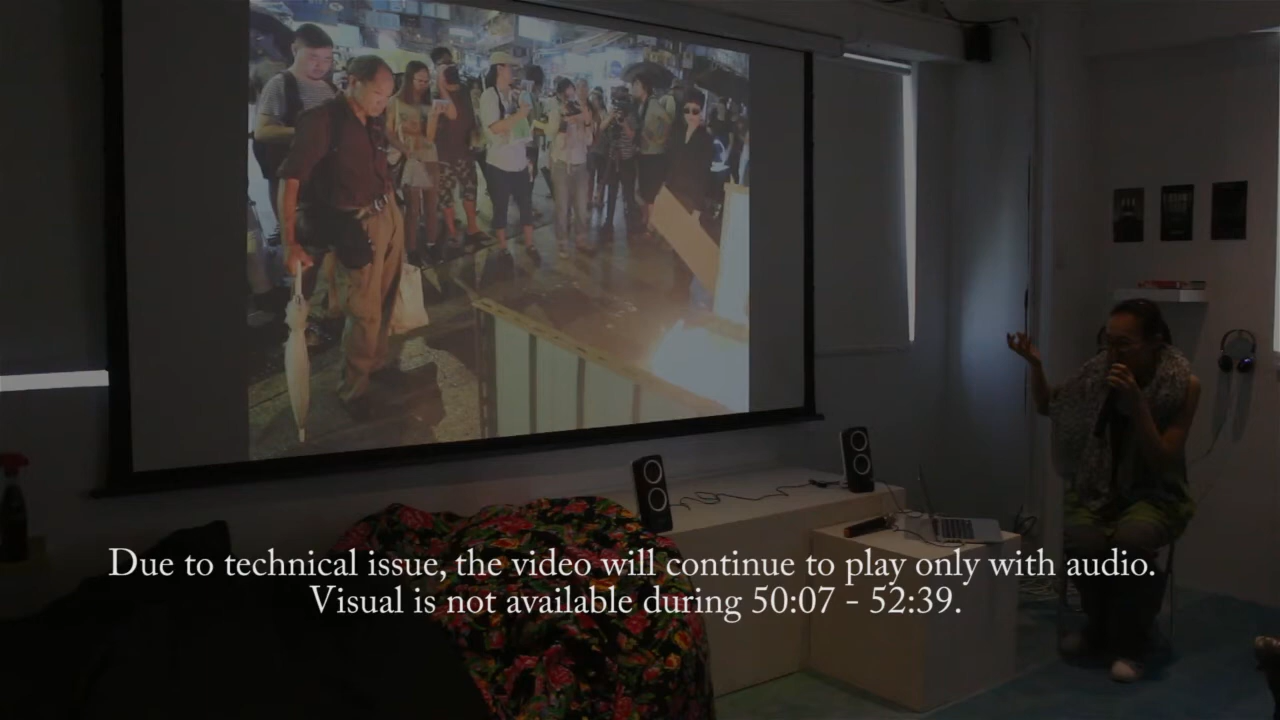 Due to technical issue, the video will continue to play only with audio.
Visual is not available during 50:07 - 52:39.